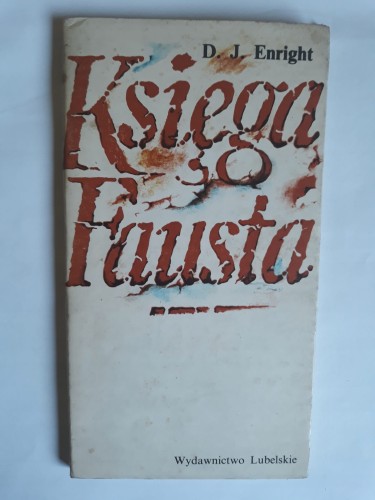 D. J. Enright
Księga
Fausta
Wydawnictwo Lubelskie